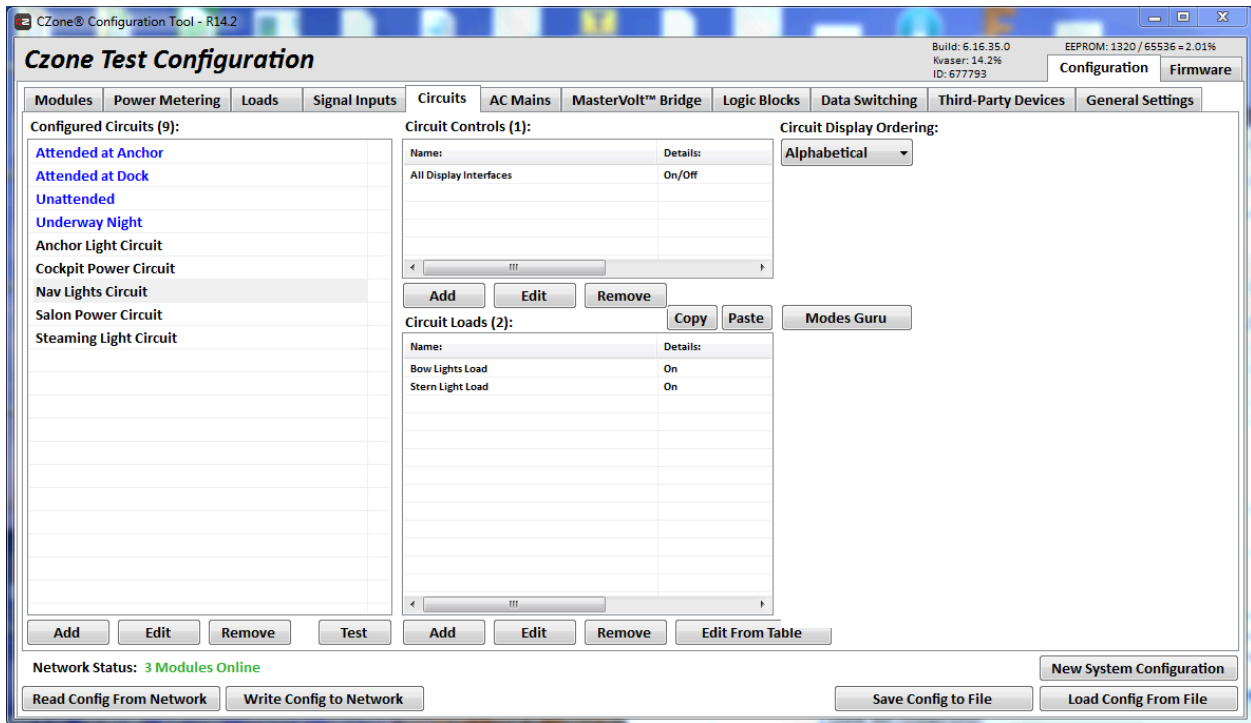 CZone® Configuration Tool - R14.2
Czone Test Configuration
Build: 6.16.35.0
Kvaser: 14.2%
ID: 677793
EEPROM: 1320 / 65536 = 2.01%
Configuration Firmware
Modules Power Metering Loads Signal Inputs Circuits AC Mains MasterVolt™ Bridge Logic Blocks Data Switching Third-Party Devices General Settings
Configured Circuits (9):
Attended at Anchor
Attended at Dock
Unattended
Underway Night
Anchor Light Circuit
Cockpit Power Circuit
Nav Lights Circuit
Salon Power Circuit
Steaming Light Circuit
Add Edit Remove Test
Circuit Controls (1):
Name: Details:
All Display Interfaces On/Off
Add Edit Remove
Copy Paste Modes Guru
Circuit Loads (2):
Name: Details:
Bow Lights Load On
Stern Light Load On
Add Edit Remove Edit From Table
Circuit Display Ordering:
Alphabetical
Network Status: 3 Modules Online
New System Configuration
Read Config From Network Write Config to Network Save Config to File Load Config From File